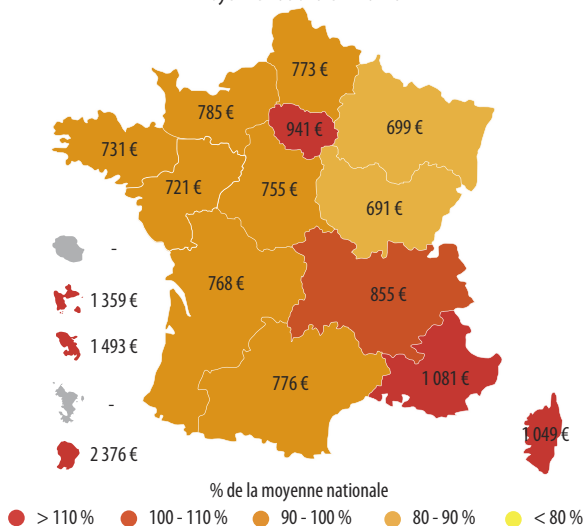 773 €
785 €
941 €
699 €
731 €
721 €
755 €
691 €
-
768 €
855 €
1 359 €
1 493 €
776 €
1 081 €
-
1 049 €
2 376 €
% de la moyenne nationale
> 110 % 100 - 110 % 90 - 100 % 80 - 90 % < 80 %